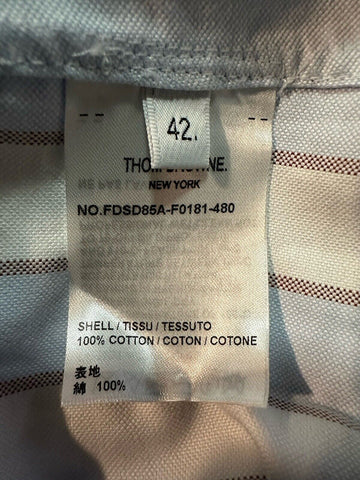 42.
THOM BROWNE.
NEW YORK
NO.FDSD85A-F0181-480
SHELL / TISSU / TESSUTO
100% COTTON / COTON / COTONE
表地
綿 100%